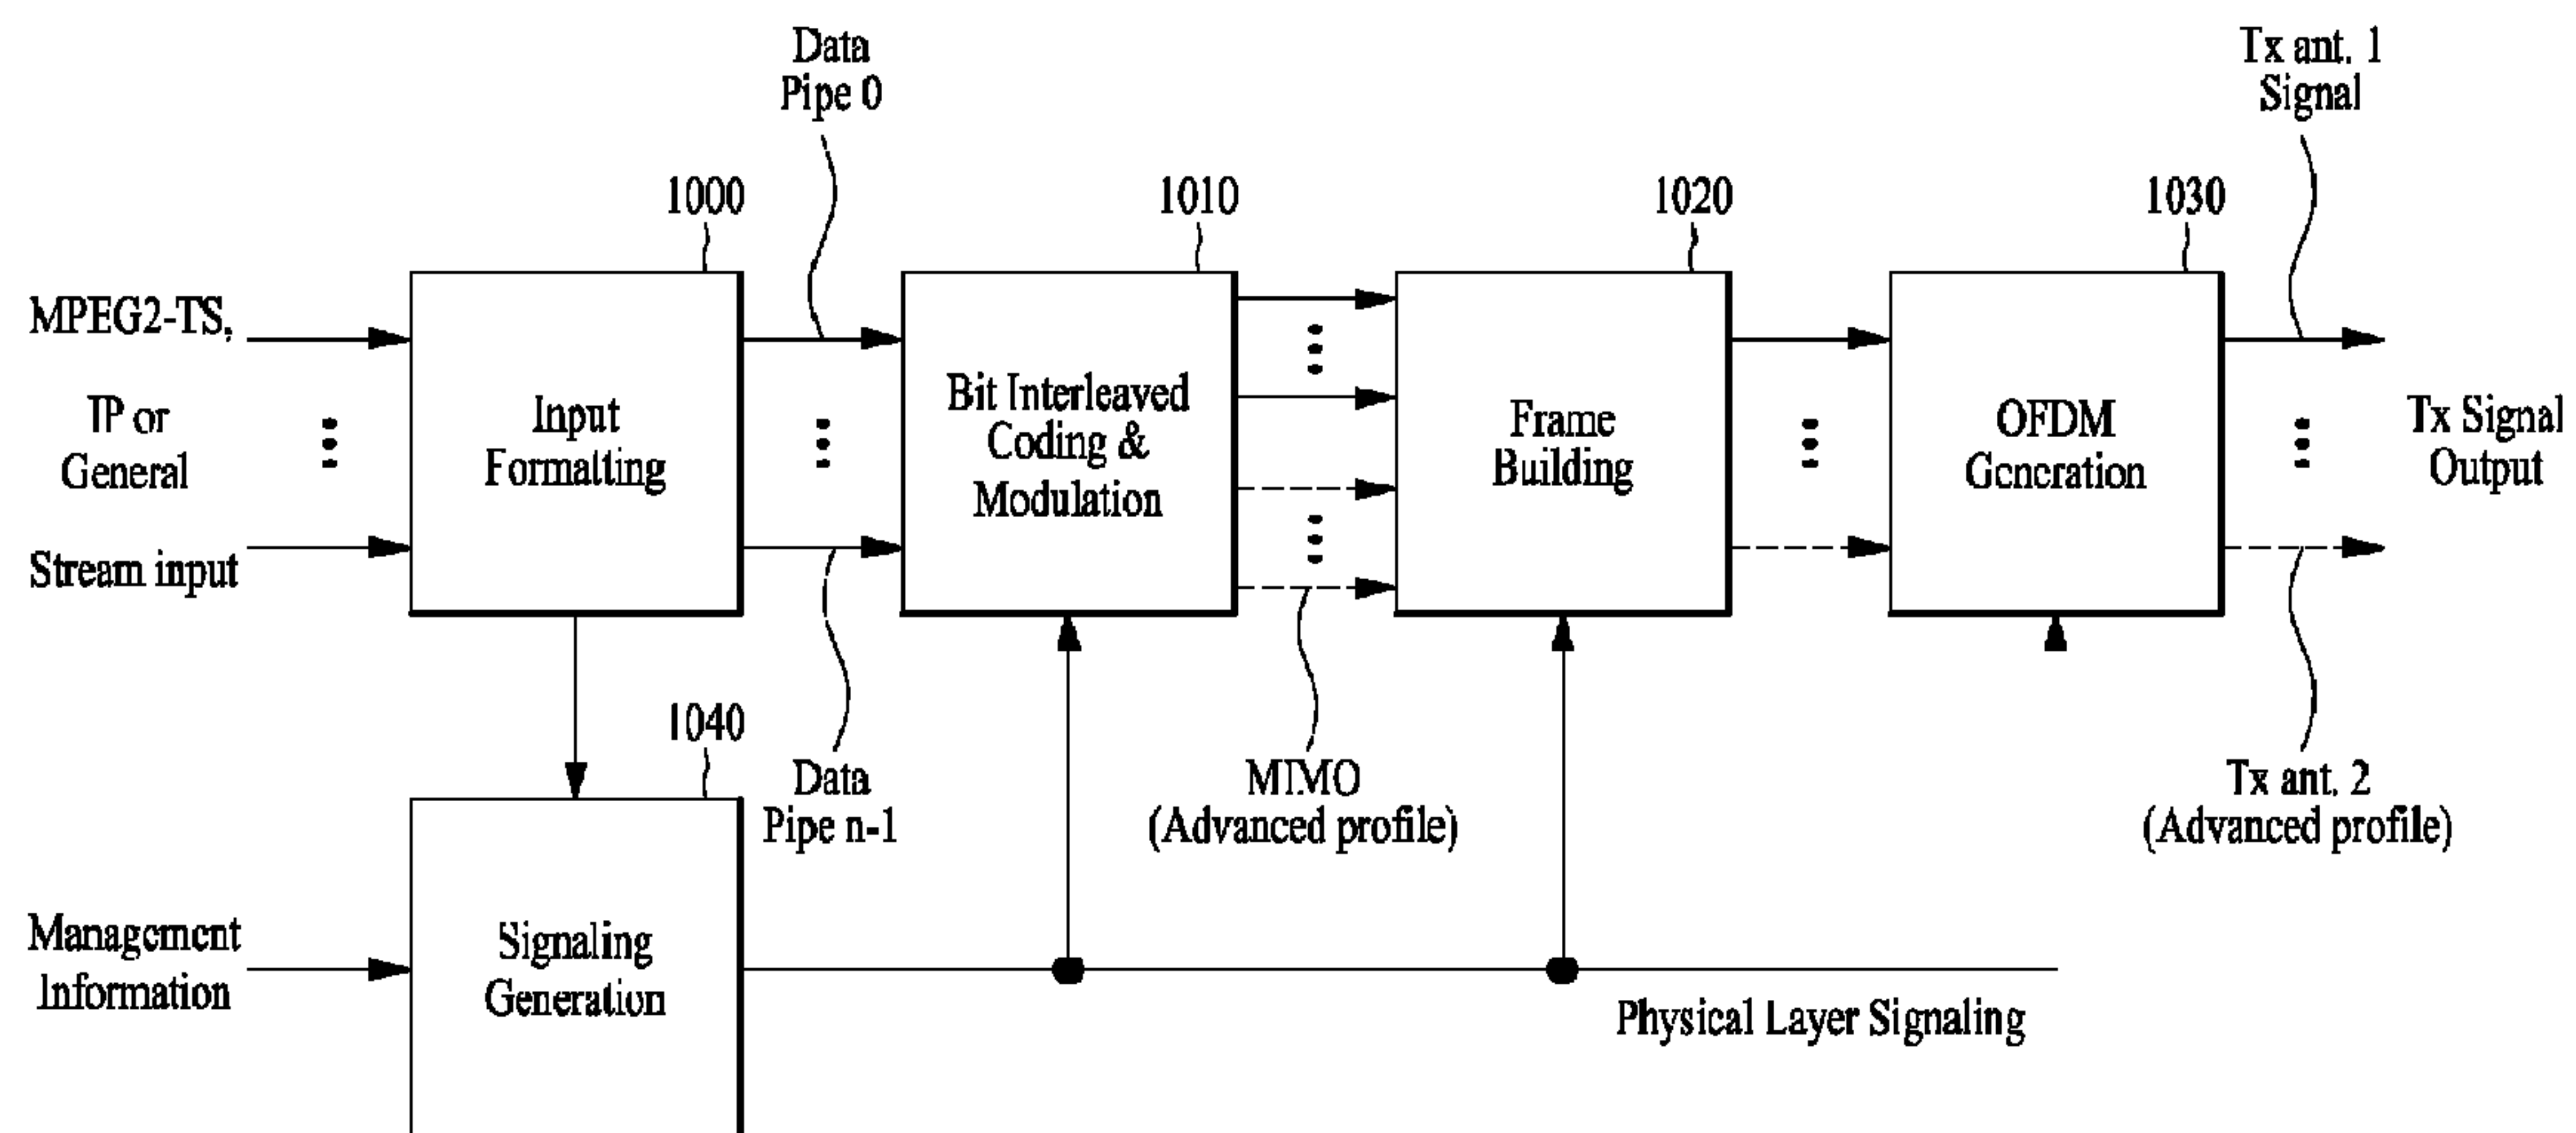 Data
Pipe 0
Tx ant. 1
Signal
1000
1010
1020
1030
MPEG2-TS,
IP or
General
Stream input
Input
Formatting
Bit Interleaved
Coding &
Modulation
Frame
Building
OFDM
Generation
Tx Signal
Output
1040
Data
Pipe n-1
MIMO
(Advanced profile)
Tx ant. 2
(Advanced profile)
Management
Information
Signaling
Generation
Physical Layer Signaling